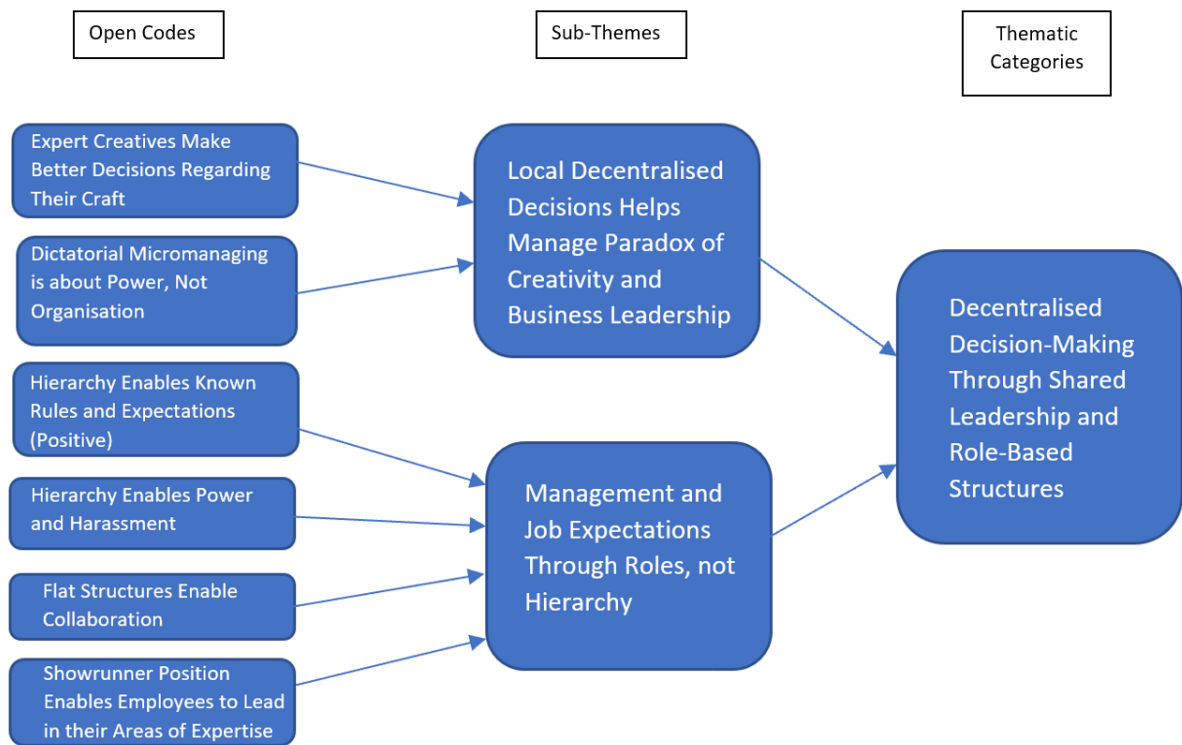 Open Codes
Sub-Themes
Thematic
Categories
Expert Creatives Make
Better Decisions Regarding
Their Craft
Dictatorial Micromanaging
is about Power, Not
Organisation
Hierarchy Enables Known
Rules and Expectations
(Positive)
Hierarchy Enables Power
and Harassment
Flat Structures Enable
Collaboration
Showrunner Position
Enables Employees to Lead
in their Areas of Expertise
Local Decentralised
Decisions Helps
Manage Paradox of
Creativity and
Business Leadership
Management and
Job Expectations
Through Roles, not
Hierarchy
Decentralised
Decision-Making
Through Shared
Leadership and
Role-Based
Structures